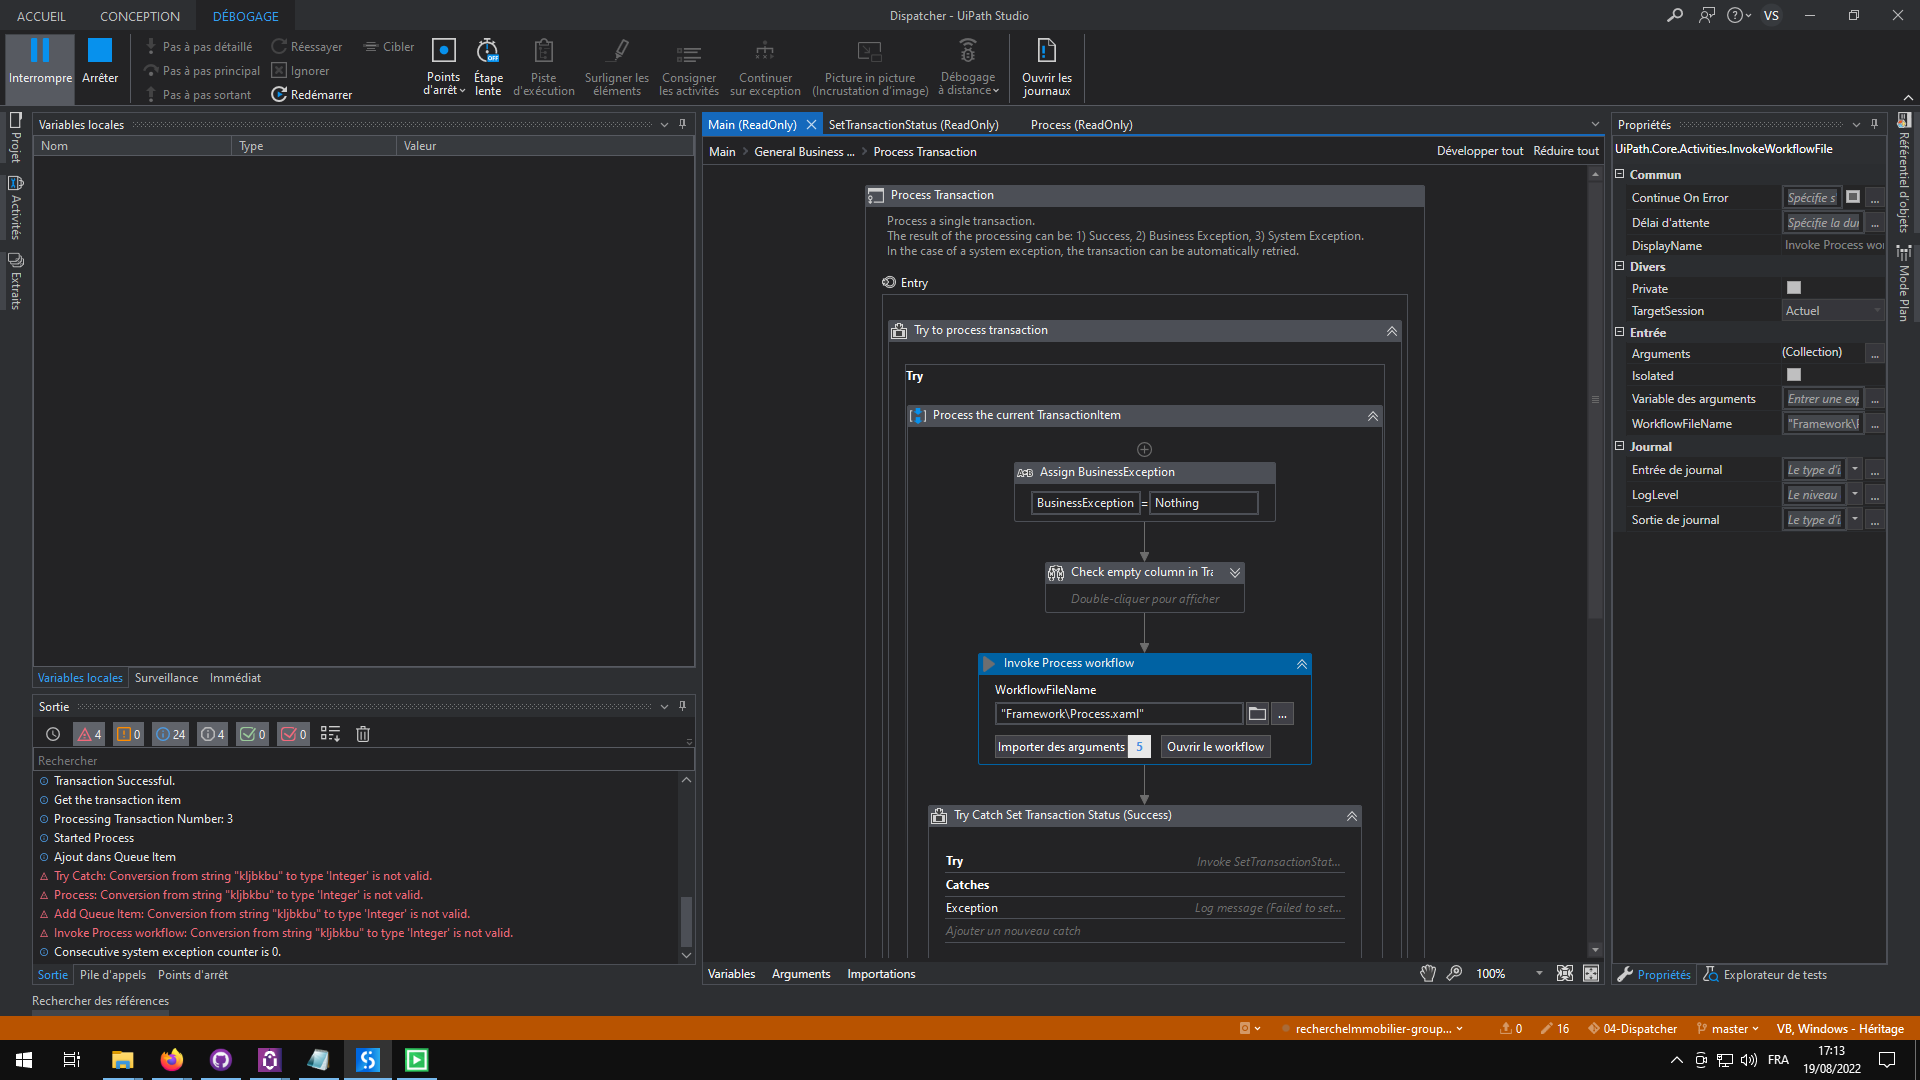 ACCUEIL CONCEPTION DÉBOGAGE
Dispatcher - UiPath Studio
VS
Interrompre
Arrêter
Pas à pas détaillé
Pas à pas principal
Pas à pas sortant
Réessayer
Ignorer
Redémarrer
Cibler
Points d'arrêt
Étape lente
Piste d'exécution
Surligner les éléments
Consigner les activités
Continuer sur exception
Picture in picture (Incrustation d'image)
Débogage à distance
Ouvrir les journaux
Projet
Activités
Extraits
Variables locales
Nom Type Valeur
Variables locales Surveillance Immédiat
Sortie
4 0 24 4 0 0
Rechercher
Transaction Successful.
Get the transaction item
Processing Transaction Number: 3
Started Process
Ajout dans Queue Item
Try Catch: Conversion from string "kljbkbu" to type 'Integer' is not valid.
Process: Conversion from string "kljbkbu" to type 'Integer' is not valid.
Add Queue Item: Conversion from string "kljbkbu" to type 'Integer' is not valid.
Invoke Process workflow: Conversion from string "kljbkbu" to type 'Integer' is not valid.
Consecutive system exception counter is 0.
Sortie Pile d'appels Points d'arrêt
Rechercher des références
Main (ReadOnly) SetTransactionStatus (ReadOnly) Process (ReadOnly)
Main General Business ... Process Transaction
Développer tout Réduire tout
Process Transaction
Process a single transaction.
The result of the processing can be: 1) Success, 2) Business Exception, 3) System Exception.
In the case of a system exception, the transaction can be automatically retried.
Entry
Try to process transaction
Try
Process the current TransactionItem
Assign BusinessException
BusinessException = Nothing
Check empty column in Tra
Double-cliquer pour afficher
Invoke Process workflow
WorkflowFileName
"Framework\Process.xaml" ...
Importer des arguments 5 Ouvrir le workflow
Try Catch Set Transaction Status (Success)
Try Invoke SetTransactionStat...
Catches
Exception Log message (Failed to set...
Ajouter un nouveau catch
Variables Arguments Importations
100%
Propriétés
UiPath.Core.Activities.InvokeWorkflowFile
Commun
Continue On Error Spécifie s ...
Délai d'attente Spécifie la dur ...
DisplayName Invoke Process wor
Divers
Private
TargetSession Actuel
Entrée
Arguments (Collection) ...
Isolated
Variable des arguments Entrer une exp ...
WorkflowFileName "Framework\P ...
Journal
Entrée de journal Le type d'i ...
LogLevel Le niveau ...
Sortie de journal Le type d'i ...
Propriétés Explorateur de tests
Référentiel d'objets
Mode Plan
rechercheImmobilier-group... 0 16 04-Dispatcher master VB, Windows - Héritage
FRA
17:13
19/08/2022